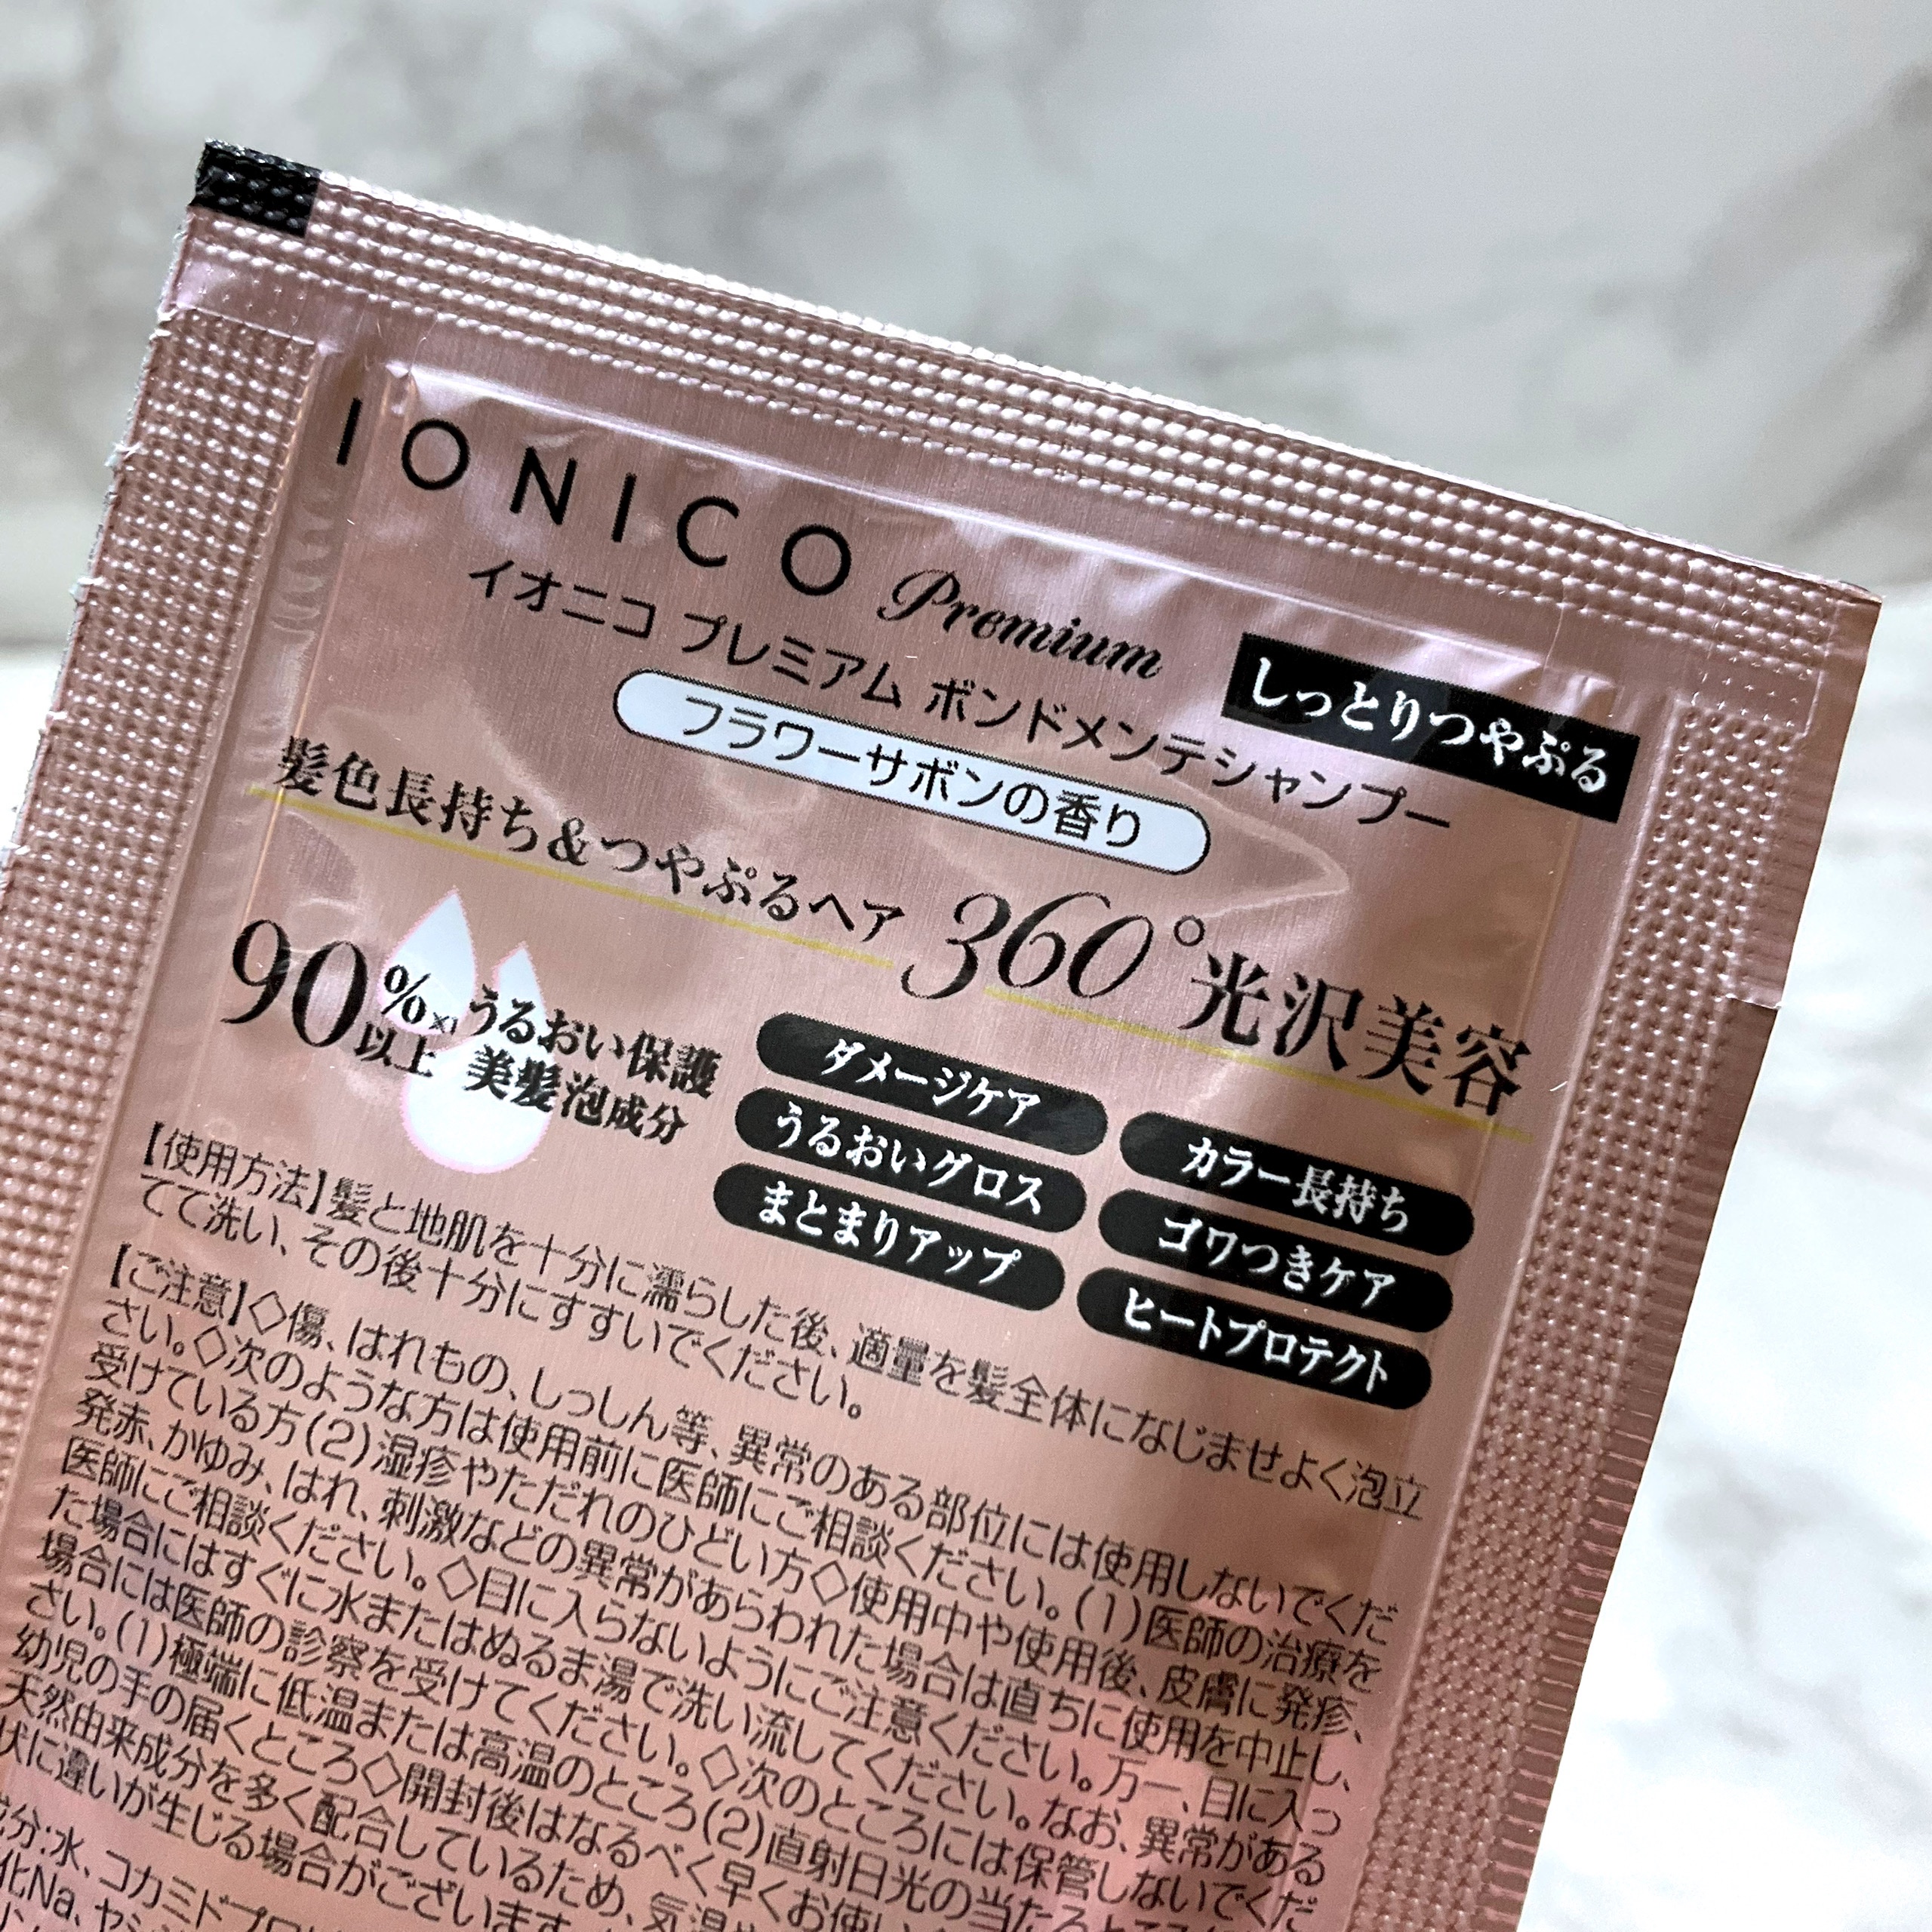 IONICO Premium
しっとりつやぷる
イオニコ プレミアム ボンドメンテシャンプー
フラワーサボンの香り
髪色長持ち&つやぷるヘア 360°光沢美容
90%以上※1うるおい保護
美髪泡成分
ダメージケア
カラー長持ち
うるおいグロス
ゴワつきケア
まとまりアップ
ヒートプロテクト
【使用方法】髪と地肌を十分に濡らした後、適量を髪全体になじませよく泡立
てて洗い、その後十分にすすいでください。
【ご注意】◇傷、はれもの、しっしん等、異常のある部位には使用しないでくだ
さい。◇次のような方は使用前に医師にご相談ください。(1)医師の治療を
受けている方(2)湿疹やただれのひどい方◇使用中や使用後、皮膚に発疹、
発赤、かゆみ、はれ、刺激などの異常があらわれた場合は直ちに使用を中止し、
医師にご相談ください。◇目に入らないようにご注意ください。万一、目に入っ
た場合にはすぐに水またはぬるま湯で洗い流してください。なお、異常がある
場合には医師の診察を受けてください。◇次のところには保管しないでくだ
さい。(1)極端に低温または高温のところ(2)直射日光の当たるところ
幼児の手の届くところ◇開封後はなるべく早くお使い
天然由来成分を多く配合しているため、気温
状に違いが生じる場合がございます
成分:水、コカミドプロ
化Na、ヤシ